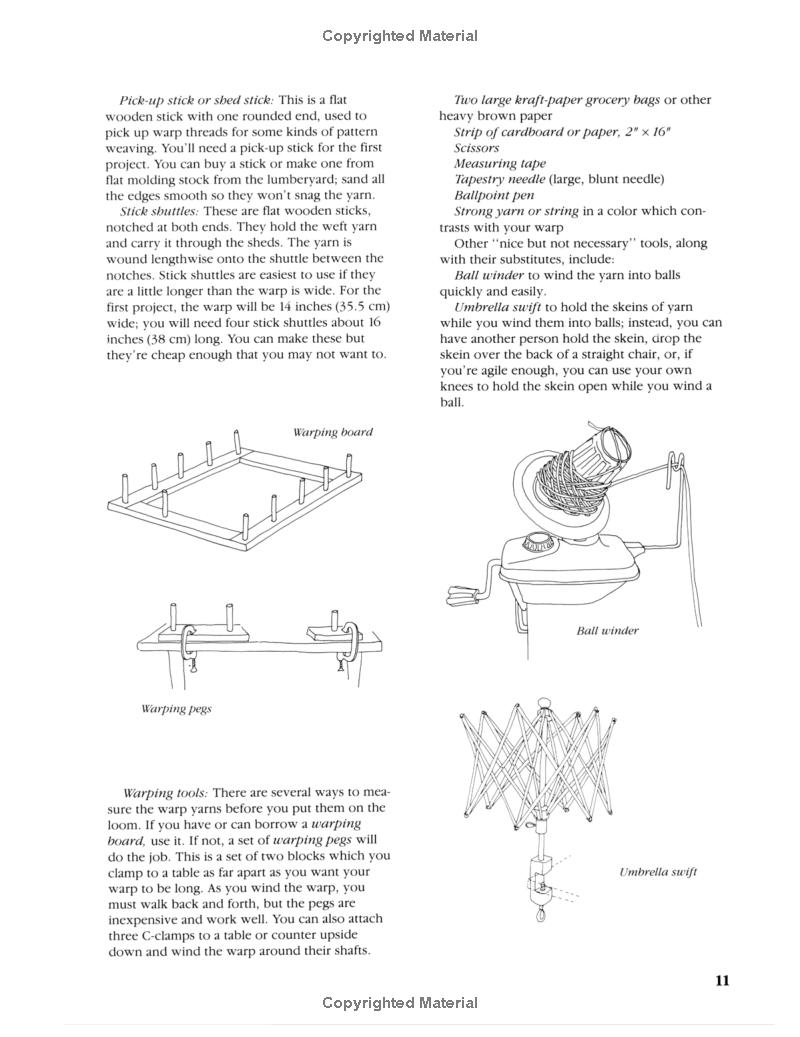 Copyrighted Material
Pick-up stick or shed stick: This is a flat
wooden stick with one rounded end, used to
pick up warp threads for some kinds of pattern
weaving. You'll need a pick-up stick for the first
project. You can buy a stick or make one from
flat molding stock from the lumberyard; sand all
the edges smooth so they won't snag the yarn.
Stick shuttles: These are flat wooden sticks,
notched at both ends. They hold the weft yarn
and carry it through the sheds. The yarn is
wound lengthwise onto the shuttle between the
notches. Stick shuttles are easiest to use if they
are a little longer than the warp is wide. For the
first project, the warp will be 14 inches (35.5 cm)
wide; you will need four stick shuttles about 16
inches (38 cm) long. You can make these but
they're cheap enough that you may not want to.
Warping board
Warping pegs
Warping tools: There are several ways to mea-
sure the warp yarns before you put them on the
loom. If you have or can borrow a warping
board, use it. If not, a set of warping pegs will
do the job. This is a set of two blocks which you
clamp to a table as far apart as you want your
warp to be long. As you wind the warp, you
must walk back and forth, but the pegs are
inexpensive and work well. You can also attach
three C-clamps to a table or counter upside
down and wind the warp around their shafts.
Two large kraft-paper grocery bags or other
heavy brown paper
Strip of cardboard or paper, 2" x 16"
Scissors
Measuring tape
Tapestry needle (large, blunt needle)
Ballpoint pen
Strong yarn or string in a color which con-
trasts with your warp
Other "nice but not necessary" tools, along
with their substitutes, include:
Ball winder to wind the yarn into balls
quickly and easily.
Umbrella swift to hold the skeins of yarn
while you wind them into balls; instead, you can
have another person hold the skein, drop the
skein over the back of a straight chair, or, if
you're agile enough, you can use your own
knees to hold the skein open while you wind a
ball.
Ball winder
Umbrella swift
11
Copyrighted Material